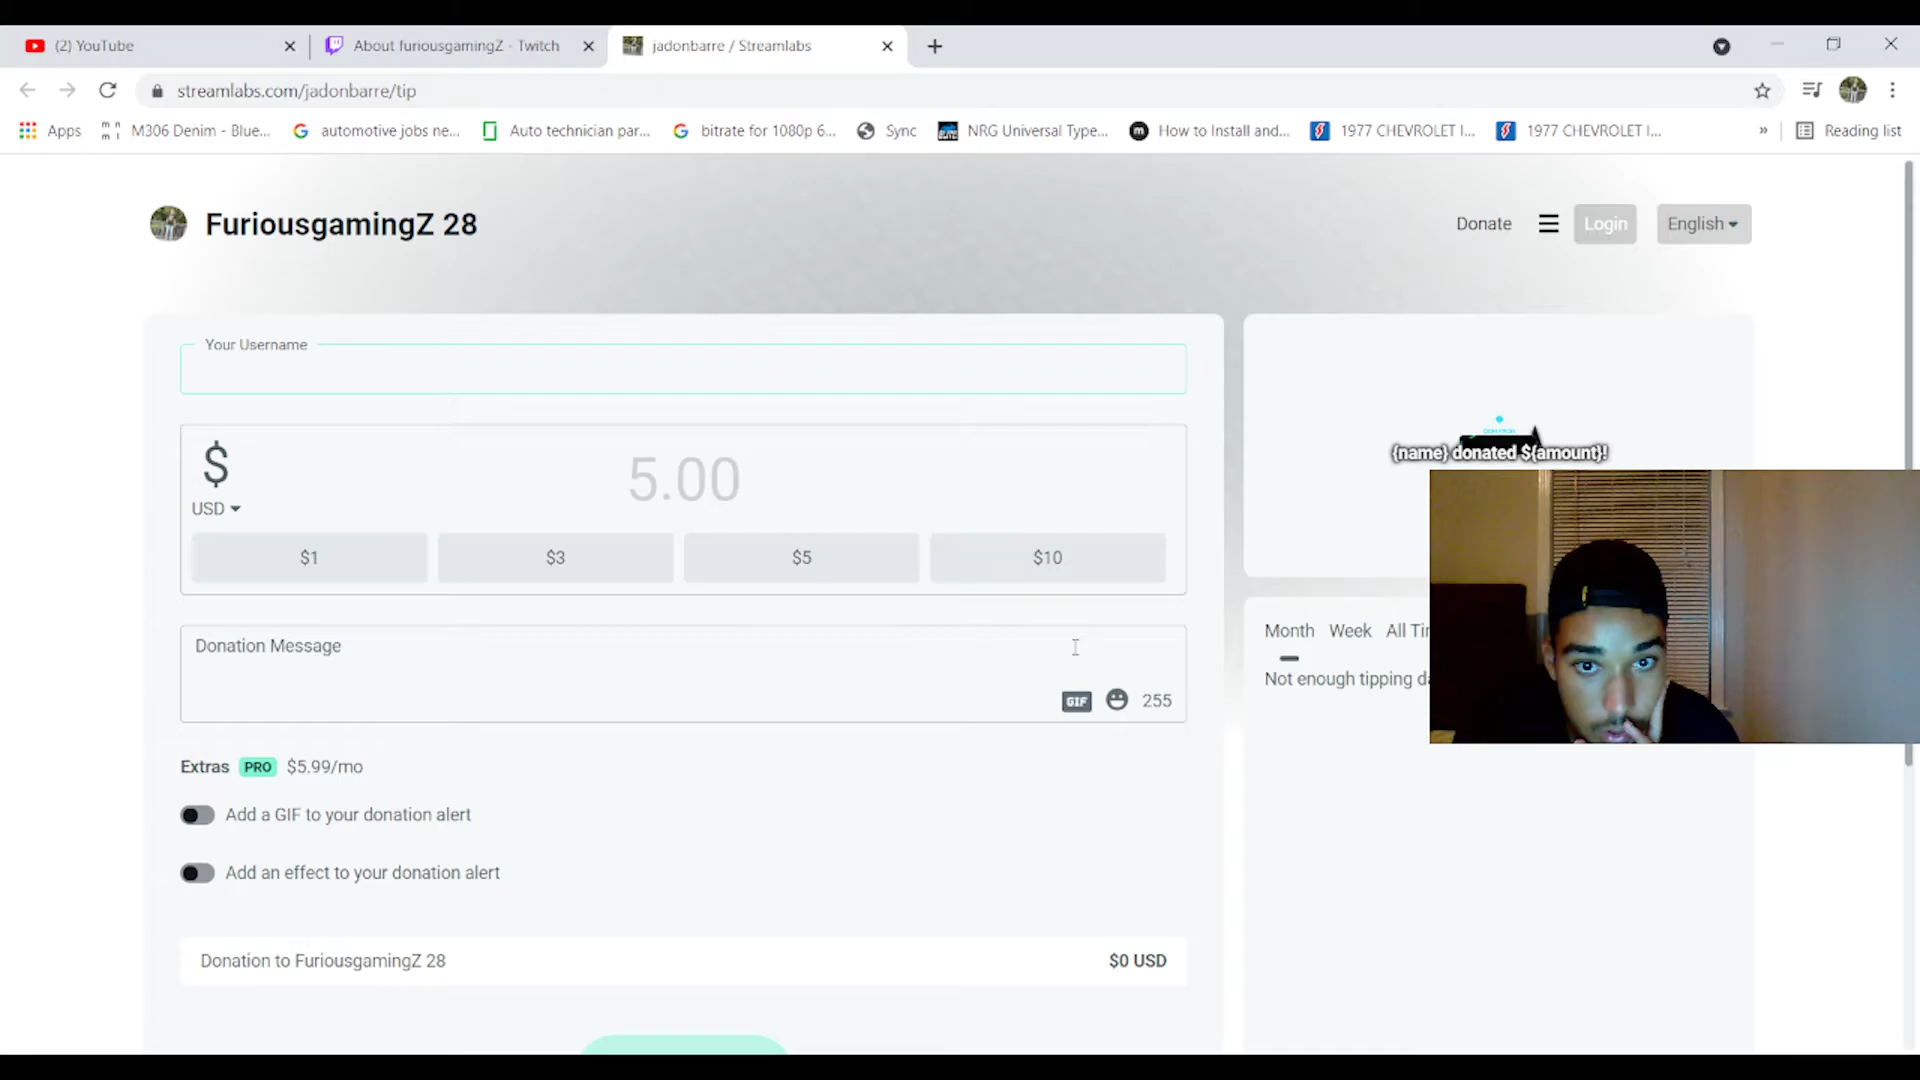 (2) YouTube
About furiousgamingZ - Twitch
jadonbarre / Streamlabs
streamlabs.com/jadonbarre/tip
Apps
M306 Denim - Blue...
automotive jobs ne...
Auto technician par...
bitrate for 1080p 6...
Sync
NRG Universal Type...
How to Install and...
1977 CHEVROLET I...
1977 CHEVROLET I...
»
Reading list
FuriousgamingZ 28
Donate
Login
English
Your Username
$
5.00
USD
$1
$3
$5
$10
Donation Message
GIF
255
Extras PRO $5.99/mo
Add a GIF to your donation alert
Add an effect to your donation alert
Donation to FuriousgamingZ 28
$0 USD
{name} donated ${amount}!
Month Week All Ti
Not enough tipping d